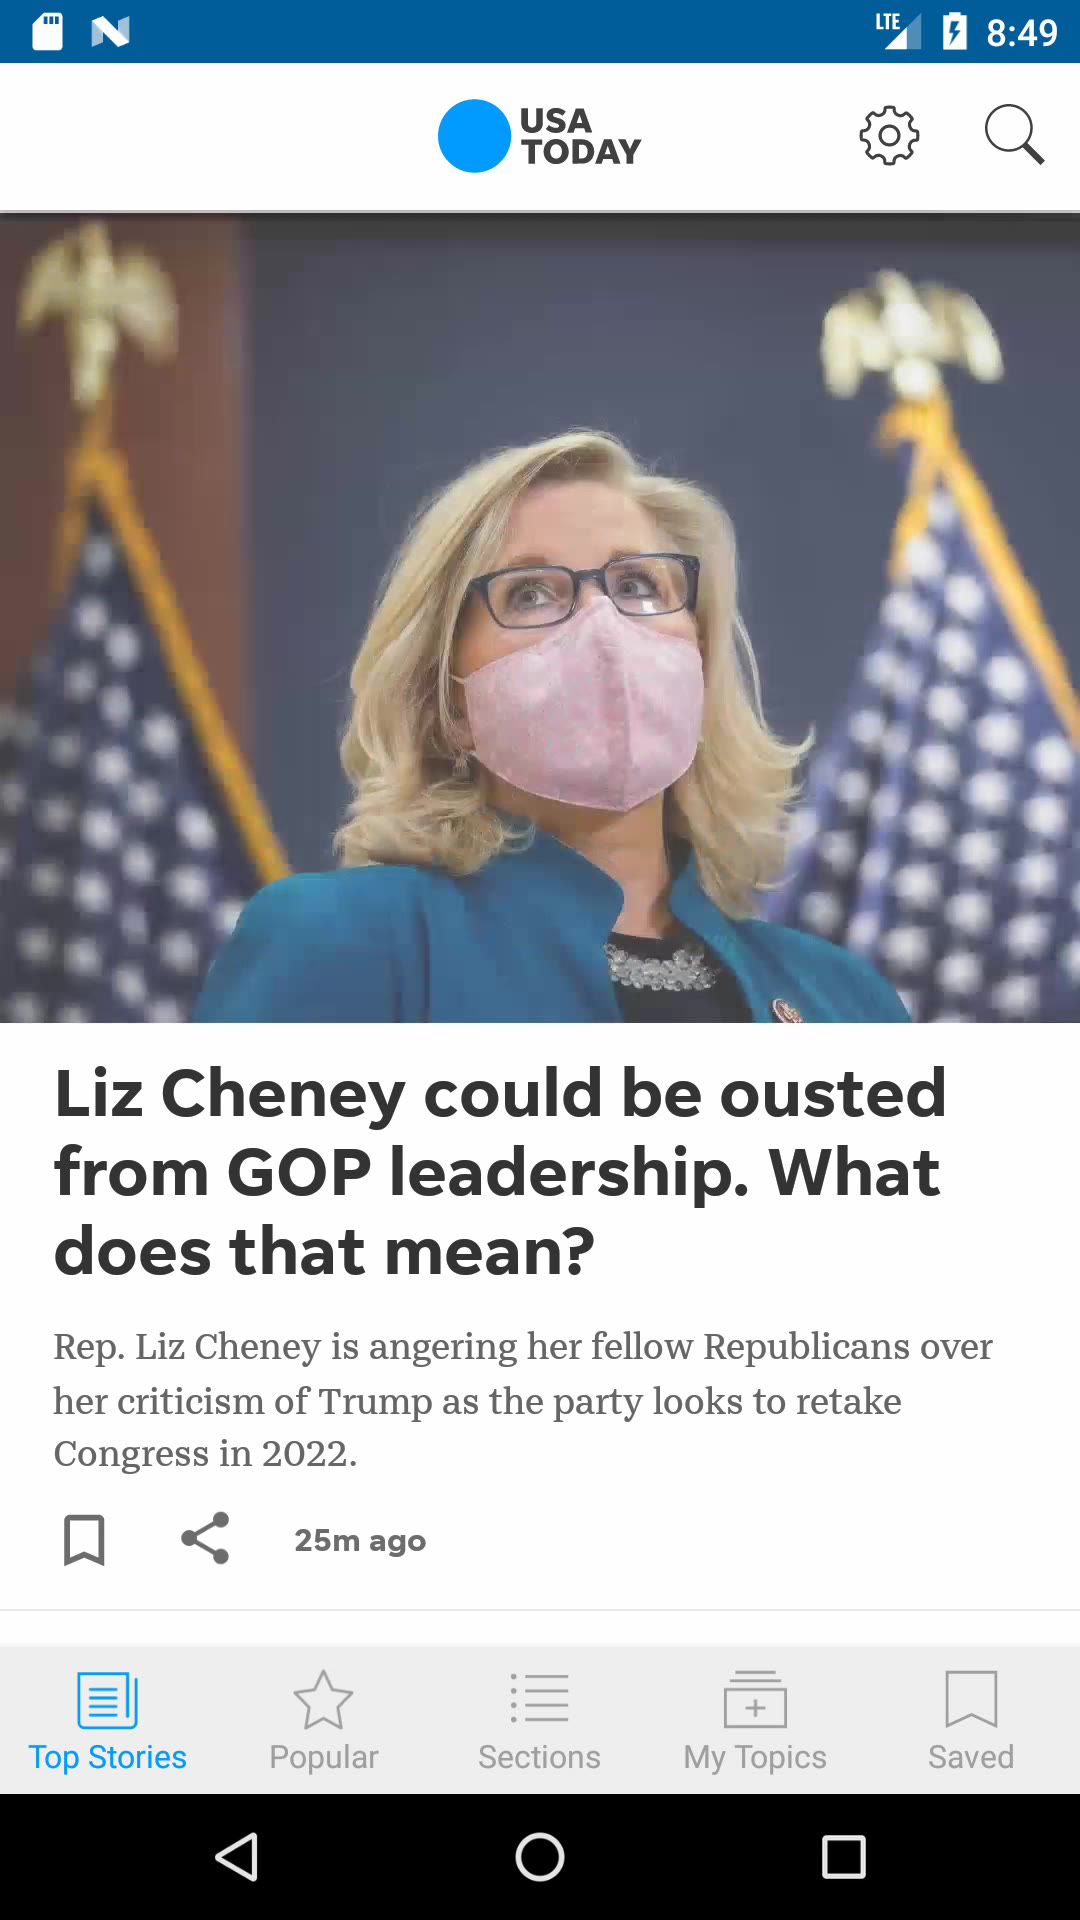 LTE
8:49
USA
TODAY
Liz Cheney could be ousted
from GOP leadership. What
does that mean?
Rep. Liz Cheney is angering her fellow Republicans over
her criticism of Trump as the party looks to retake
Congress in 2022.
25m ago
Top Stories
Popular
Sections
My Topics
Saved